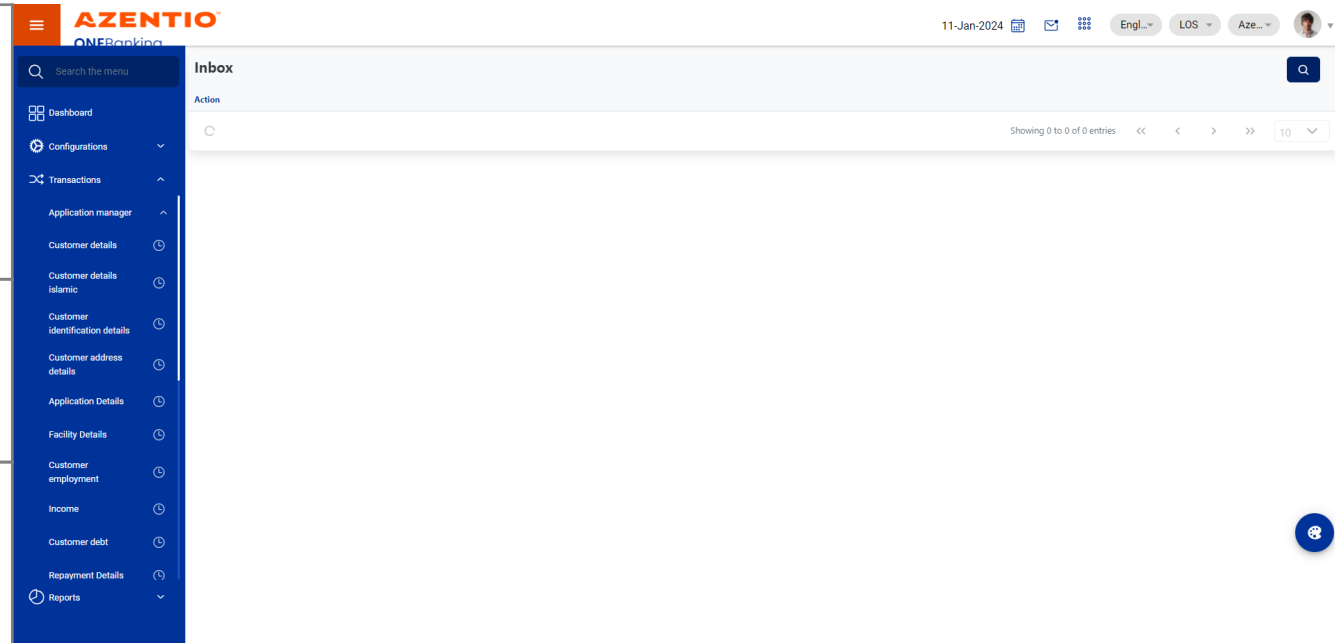 AZENTIO
ONEBanking
11-Jan-2024
Engl...
LOS
Aze...
Search the menu
Inbox
Action
Showing 0 to 0 of 0 entries
10
Dashboard
Configurations
Transactions
Application manager
Customer details
Customer details
islamic
Customer
identification details
Customer address
details
Application Details
Facility Details
Customer
employment
Income
Customer debt
Repayment Details
Reports